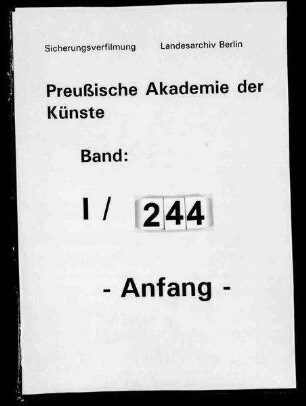 Sicherungsverfilmung Landesarchiv Berlin
Preußische Akademie der
Künste
Band:
I / 244
- Anfang -